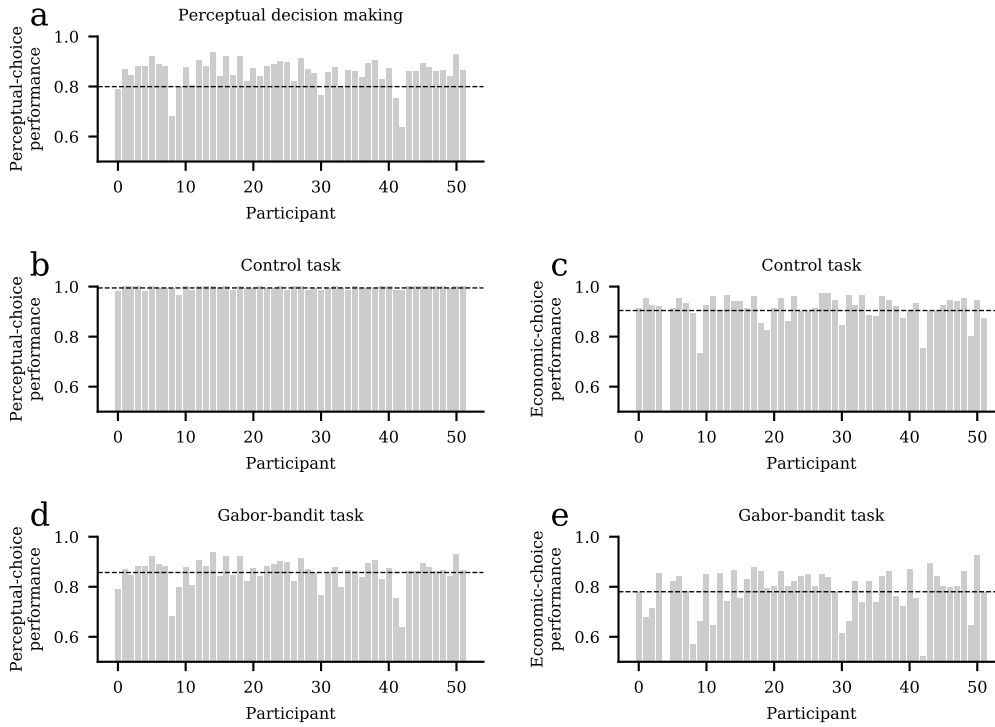 a
Perceptual decision making
Perceptual-choice
performance
1.0
0.8
0.6
0 10 20 30 40 50
Participant
b
Control task
Perceptual-choice
performance
1.0
0.8
0.6
0 10 20 30 40 50
Participant
c
Control task
Economic-choice
performance
1.0
0.8
0.6
0 10 20 30 40 50
Participant
d
Gabor-bandit task
Perceptual-choice
performance
1.0
0.8
0.6
0 10 20 30 40 50
Participant
e
Gabor-bandit task
Economic-choice
performance
1.0
0.8
0.6
0 10 20 30 40 50
Participant